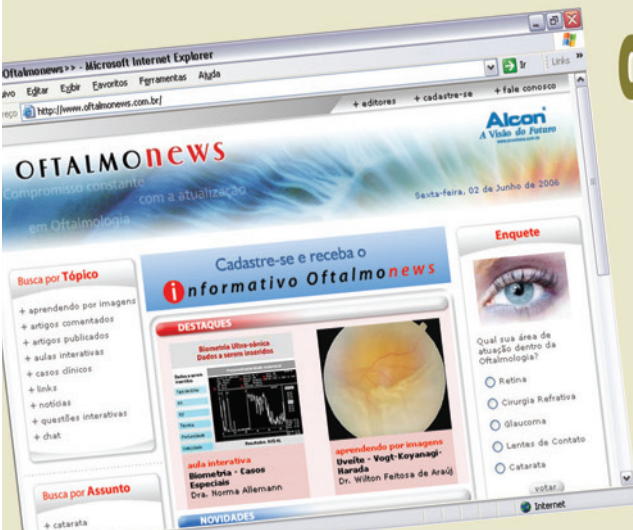 Oftalmonews>> - Microsoft Internet Explorer
Editar Exibir Favoritos Ferramentas Ajuda
Ir Links
http://www.oftalmonews.com.br/
+ editores + cadastre-se + fale conosco
OFTALMOnews
Alcon
A Visão do Futuro
Compromisso constante
com a atualização
em Oftalmologia
Sexta-feira, 02 de Junho de 2006
Busca por Tópico
+ aprendendo por imagens
+ artigos comentados
+ artigos publicados
+ aulas interativas
+ casos clínicos
+ links
+ notícias
+ questões interativas
+ chat
Busca por Assunto
+ catarata
Cadastre-se e receba o
informativo Oftalmonews
DESTAQUES
Biometria Ultra-sônica
Dados a serem inseridos
aula interativa
Biometria - Casos
Especiais
Dra. Norma Allemann
aprendendo por imagens
Uveíte - Vogt-Koyanagi-
Harada
Dr. Wilton Feitosa de Araúj
NOVIDADES
Enquete
Qual sua área de
atuação dentro da
Oftalmologia?
Retina
Cirurgia Refrativa
Glaucoma
Lentes de Contato
Catarata
votar
Internet